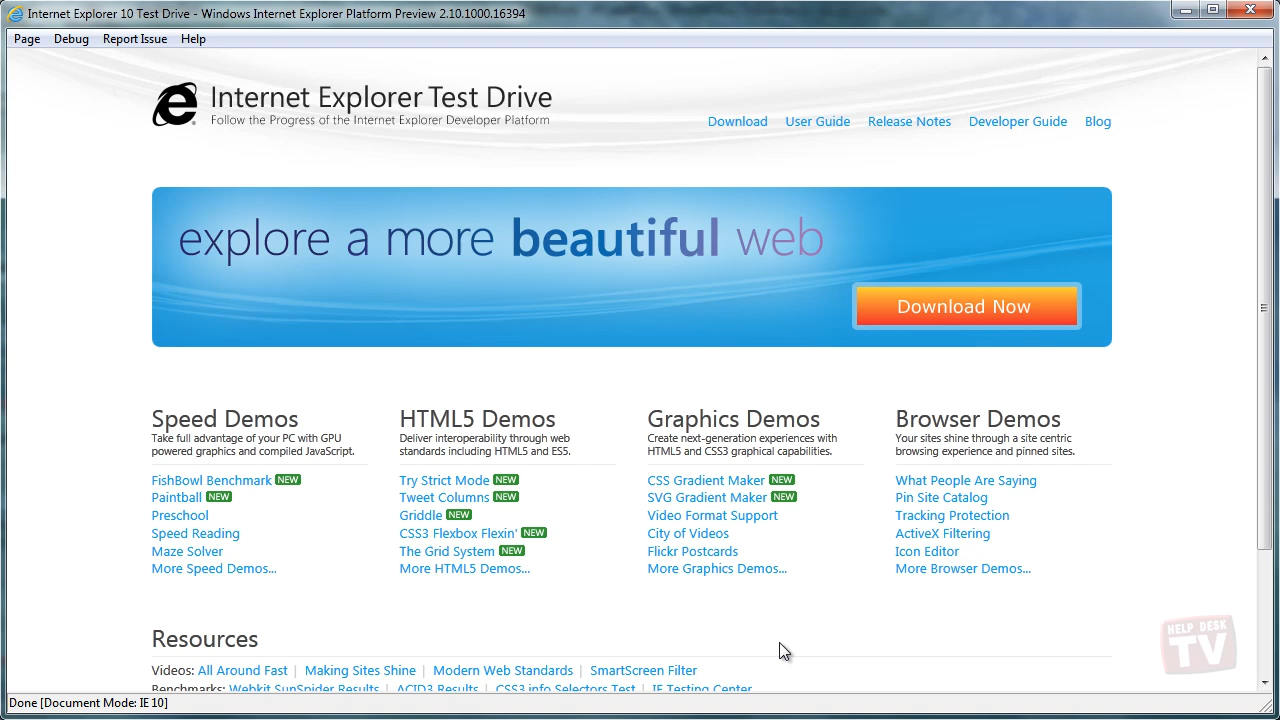 Internet Explorer 10 Test Drive - Windows Internet Explorer Platform Preview 2.10.1000.16394
Page Debug Report Issue Help
Internet Explorer Test Drive
Follow the Progress of the Internet Explorer Developer Platform
Download User Guide Release Notes Developer Guide Blog
explore a more beautiful web
Download Now
Speed Demos
Take full advantage of your PC with GPU
powered graphics and compiled JavaScript.
FishBowl Benchmark NEW
Paintball NEW
Preschool
Speed Reading
Maze Solver
More Speed Demos...
HTML5 Demos
Deliver interoperability through web
standards including HTML5 and ES5.
Try Strict Mode NEW
Tweet Columns NEW
Griddle NEW
CSS3 Flexbox Flexin' NEW
The Grid System NEW
More HTML5 Demos...
Graphics Demos
Create next-generation experiences with
HTML5 and CSS3 graphical capabilities.
CSS Gradient Maker NEW
SVG Gradient Maker NEW
Video Format Support
City of Videos
Flickr Postcards
More Graphics Demos...
Browser Demos
Your sites shine through a site centric
browsing experience and pinned sites.
What People Are Saying
Pin Site Catalog
Tracking Protection
ActiveX Filtering
Icon Editor
More Browser Demos...
Resources
Videos: All Around Fast | Making Sites Shine | Modern Web Standards | SmartScreen Filter
Benchmarks: Webkit SunSpider Results | ACID3 Results | CSS3.info Selectors Test | IE Testing Center
HELP DESK
TV
Done [Document Mode: IE 10]